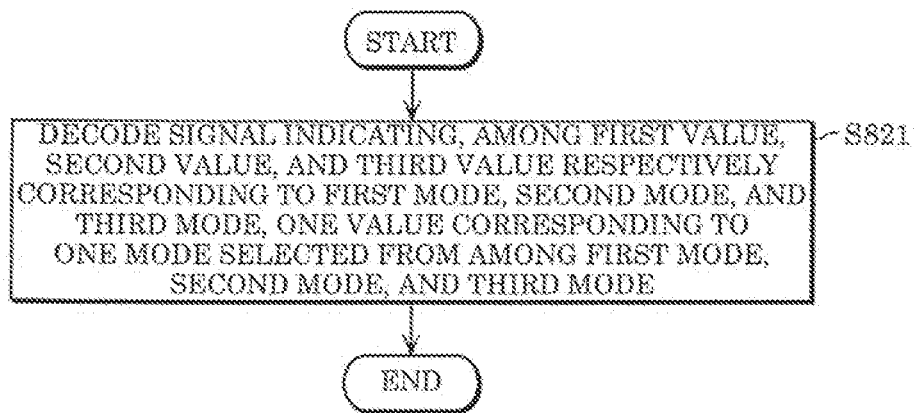 START
DECODE SIGNAL INDICATING, AMONG FIRST VALUE,
SECOND VALUE, AND THIRD VALUE RESPECTIVELY
CORRESPONDING TO FIRST MODE, SECOND MODE, AND
THIRD MODE, ONE VALUE CORRESPONDING TO
ONE MODE SELECTED FROM AMONG FIRST MODE,
SECOND MODE, AND THIRD MODE
S821
END